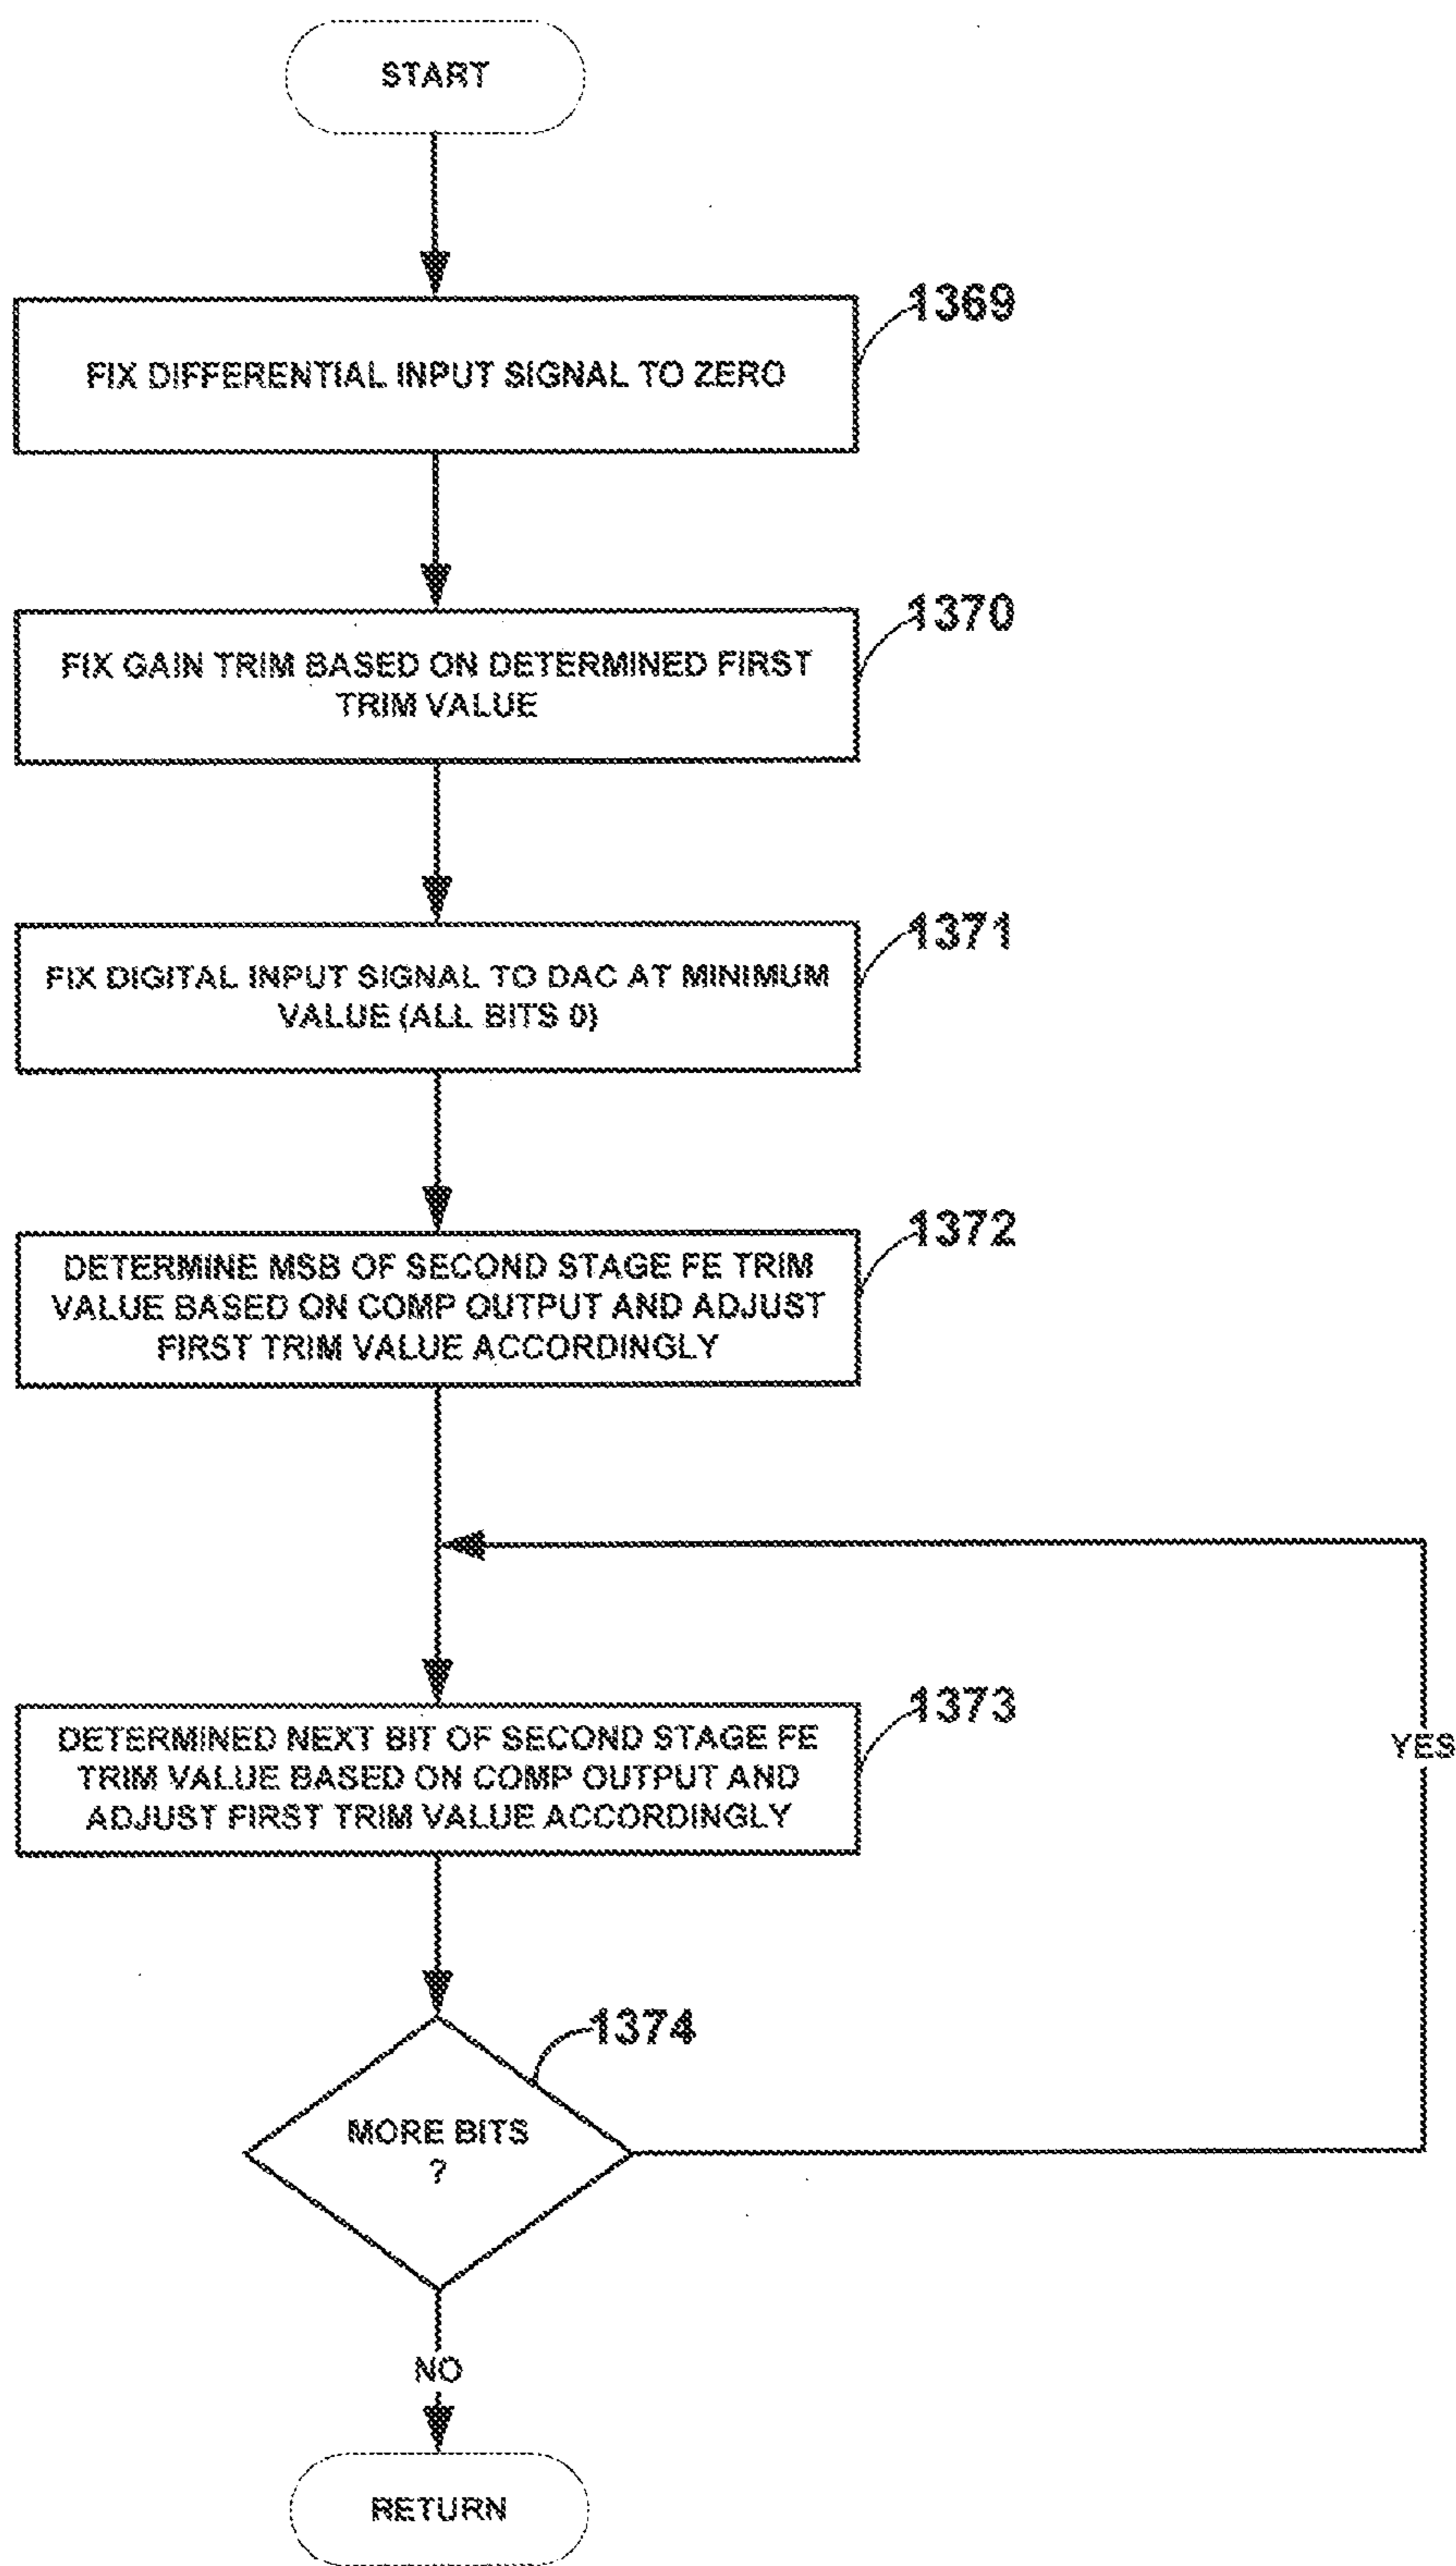 START
1369
FIX DIFFERENTIAL INPUT SIGNAL TO ZERO
1370
FIX GAIN TRIM BASED ON DETERMINED FIRST
TRIM VALUE
1371
FIX DIGITAL INPUT SIGNAL TO DAC AT MINIMUM
VALUE (ALL BITS 0)
1372
DETERMINE MSB OF SECOND STAGE FE TRIM
VALUE BASED ON COMP OUTPUT AND ADJUST
FIRST TRIM VALUE ACCORDINGLY
1373
DETERMINED NEXT BIT OF SECOND STAGE FE
TRIM VALUE BASED ON COMP OUTPUT AND
ADJUST FIRST TRIM VALUE ACCORDINGLY
YES
1374
MORE BITS
?
NO
RETURN